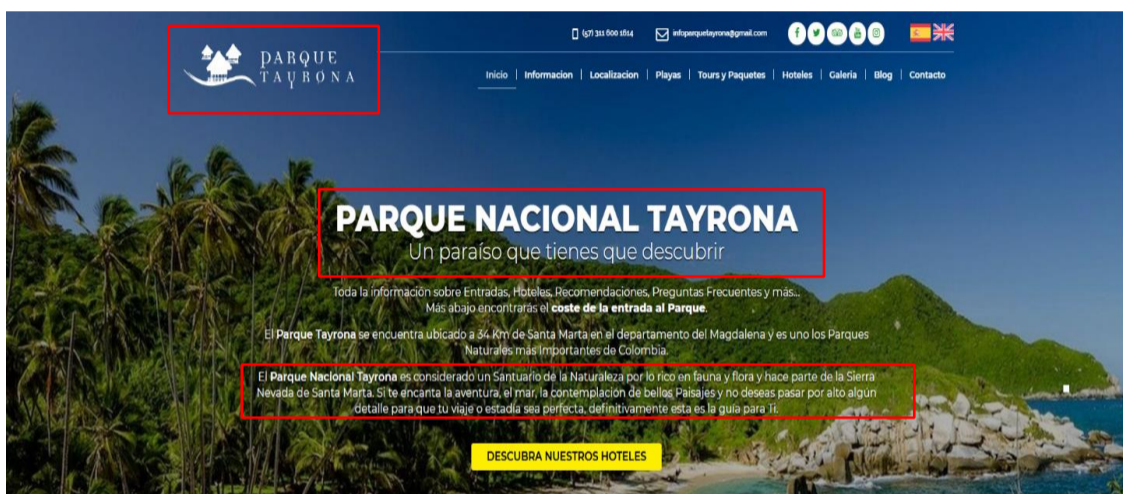 PARQUE
TAYRONA
(57) 311 600 1614
infoparquetayrona@gmail.com
Inicio | Informacion | Localizacion | Playas | Tours y Paquetes | Hoteles | Galeria | Blog | Contacto
PARQUE NACIONAL TAYRONA
Un paraíso que tienes que descubrir
Toda la información sobre Entradas, Hoteles, Recomendaciones, Preguntas Frecuentes y más...
Más abajo encontrarás el coste de la entrada al Parque.
El Parque Tayrona se encuentra ubicado a 34 Km de Santa Marta en el departamento del Magdalena y es uno los Parques
Naturales más Importantes de Colombia.
El Parque Nacional Tayrona es considerado un Santuario de la Naturaleza por lo rico en fauna y flora y hace parte de la Sierra
Nevada de Santa Marta. Si te encanta la aventura, el mar, la contemplación de bellos Paisajes y no deseas pasar por alto algún
detalle para que tu viaje o estadía sea perfecta, definitivamente esta es la guía para Ti.
DESCUBRA NUESTROS HOTELES